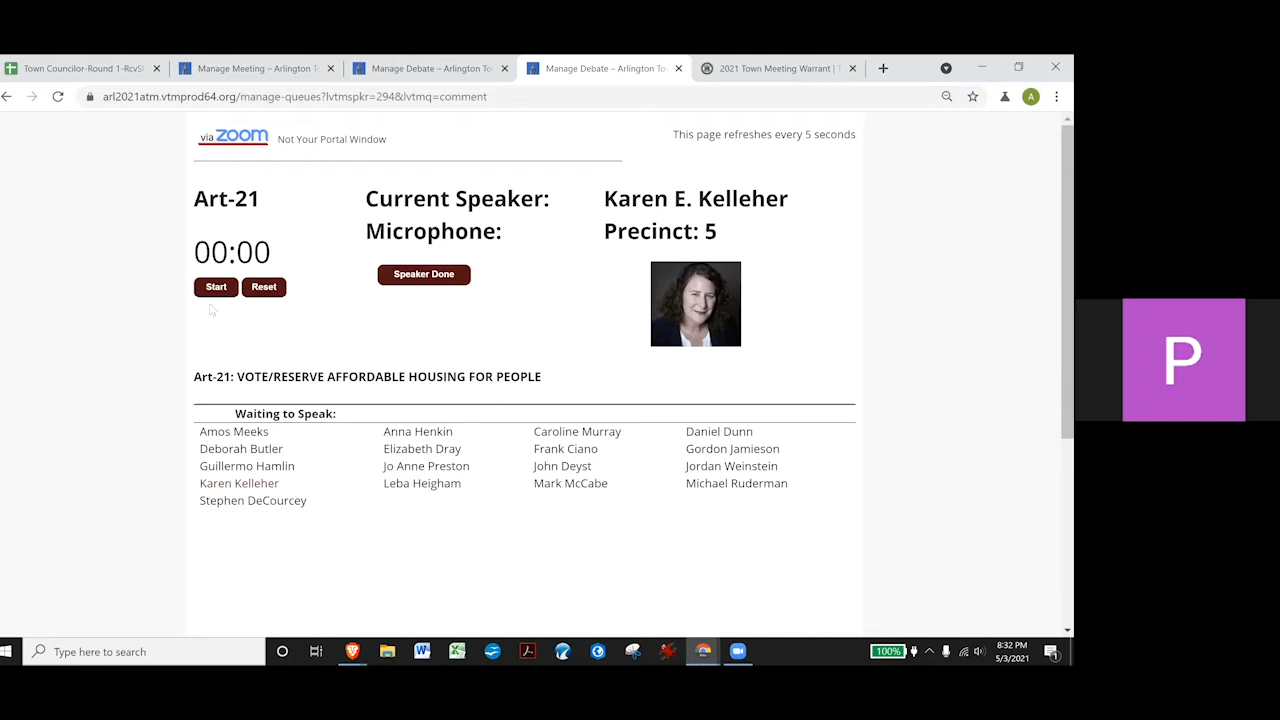 Town Councilor-Round 1-RcvS
Manage Meeting – Arlington T
Manage Debate – Arlington To
Manage Debate – Arlington To
2021 Town Meeting Warrant | T
arl2021atm.vtmprod64.org/manage-queues?lvtmspkr=294&lvtmq=comment
A
via zoom Not Your Portal Window
This page refreshes every 5 seconds
Art-21
Current Speaker:
Karen E. Kelleher
Microphone:
Precinct: 5
00:00
Speaker Done
Start
Reset
P
Art-21: VOTE/RESERVE AFFORDABLE HOUSING FOR PEOPLE
Waiting to Speak:
Amos Meeks Anna Henkin Caroline Murray Daniel Dunn
Deborah Butler Elizabeth Dray Frank Ciano Gordon Jamieson
Guillermo Hamlin Jo Anne Preston John Deyst Jordan Weinstein
Karen Kelleher Leba Heigham Mark McCabe Michael Ruderman
Stephen DeCourcey
Type here to search
100%
8:32 PM
5/3/2021